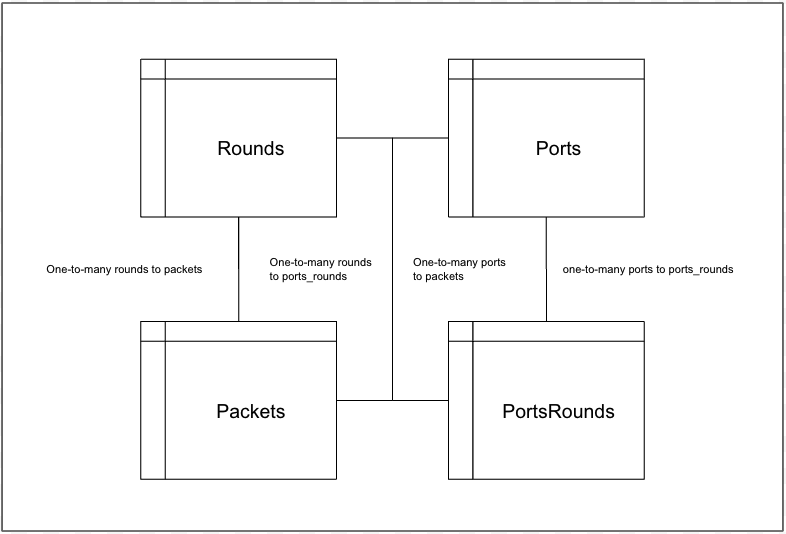 Rounds
Ports
One-to-many rounds to packets
One-to-many rounds
to ports_rounds
One-to-many ports
to packets
one-to-many ports to ports_rounds
Packets
PortsRounds